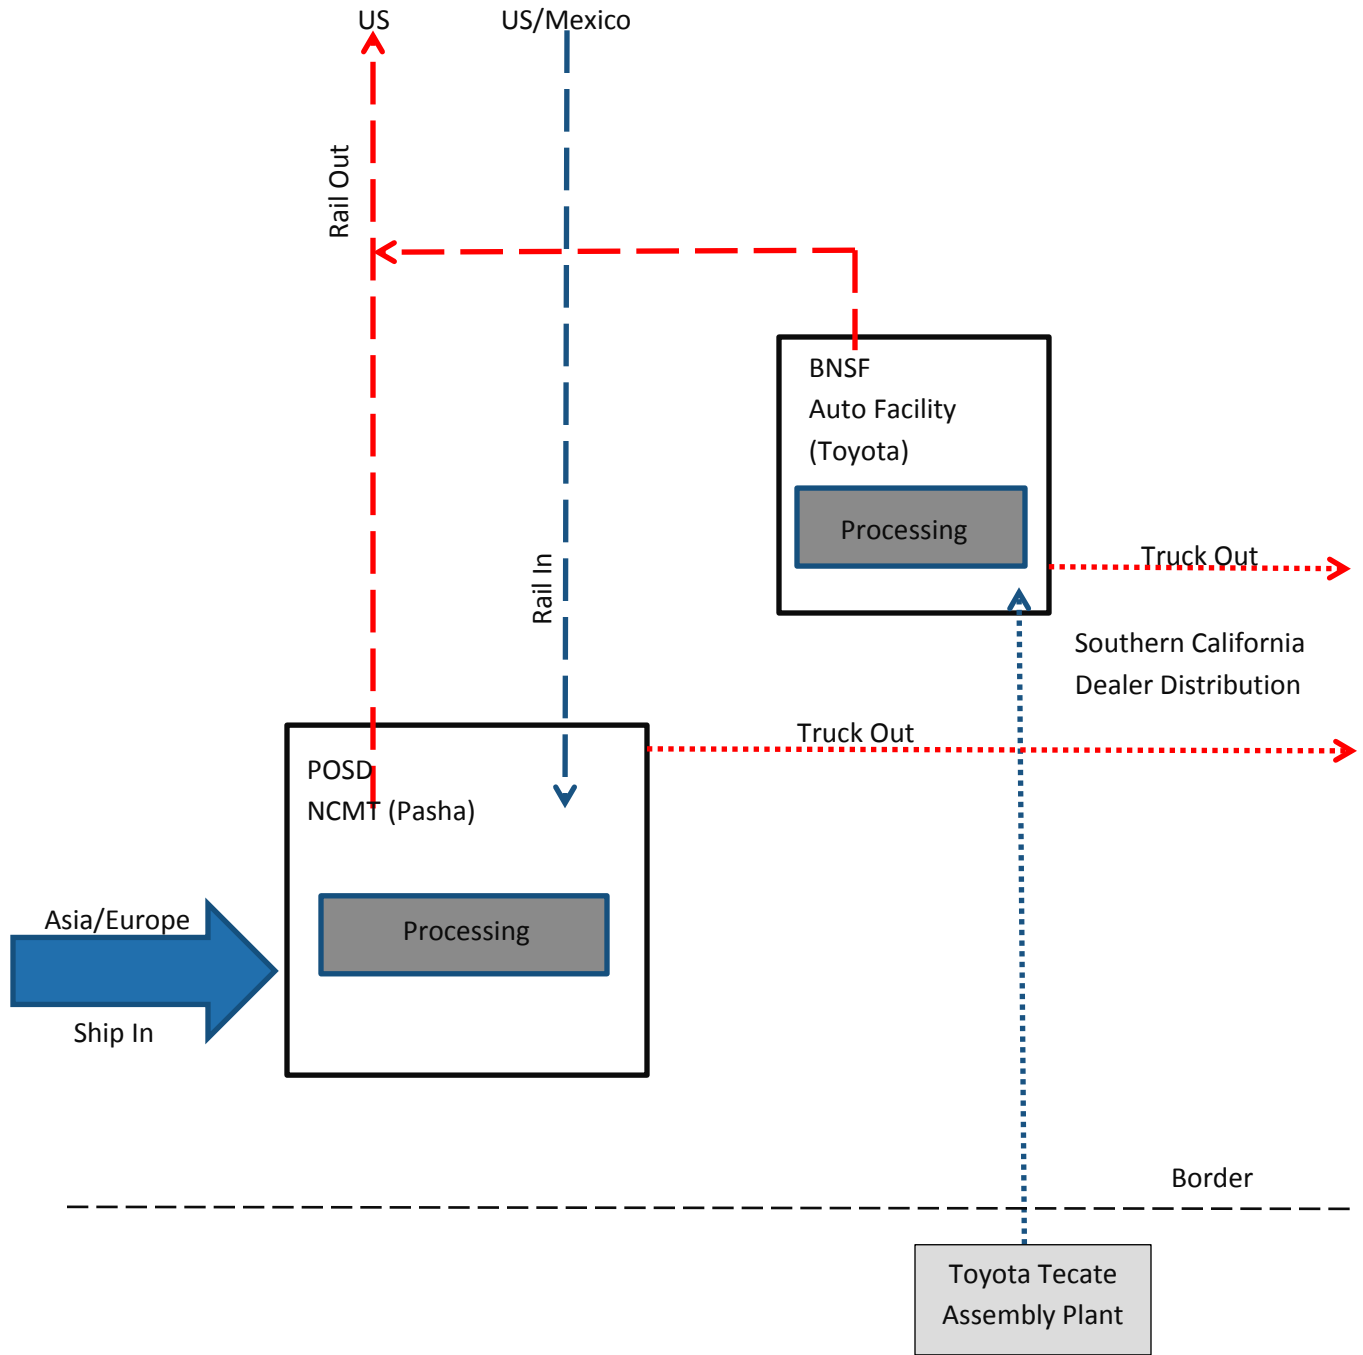 US
US/Mexico
Rail Out
BNSF
Auto Facility
(Toyota)
Processing
Truck Out
Rail In
Southern California
Dealer Distribution
Truck Out
POSD
NCMT (Pasha)
Asia/Europe
Processing
Ship In
Border
Toyota Tecate
Assembly Plant